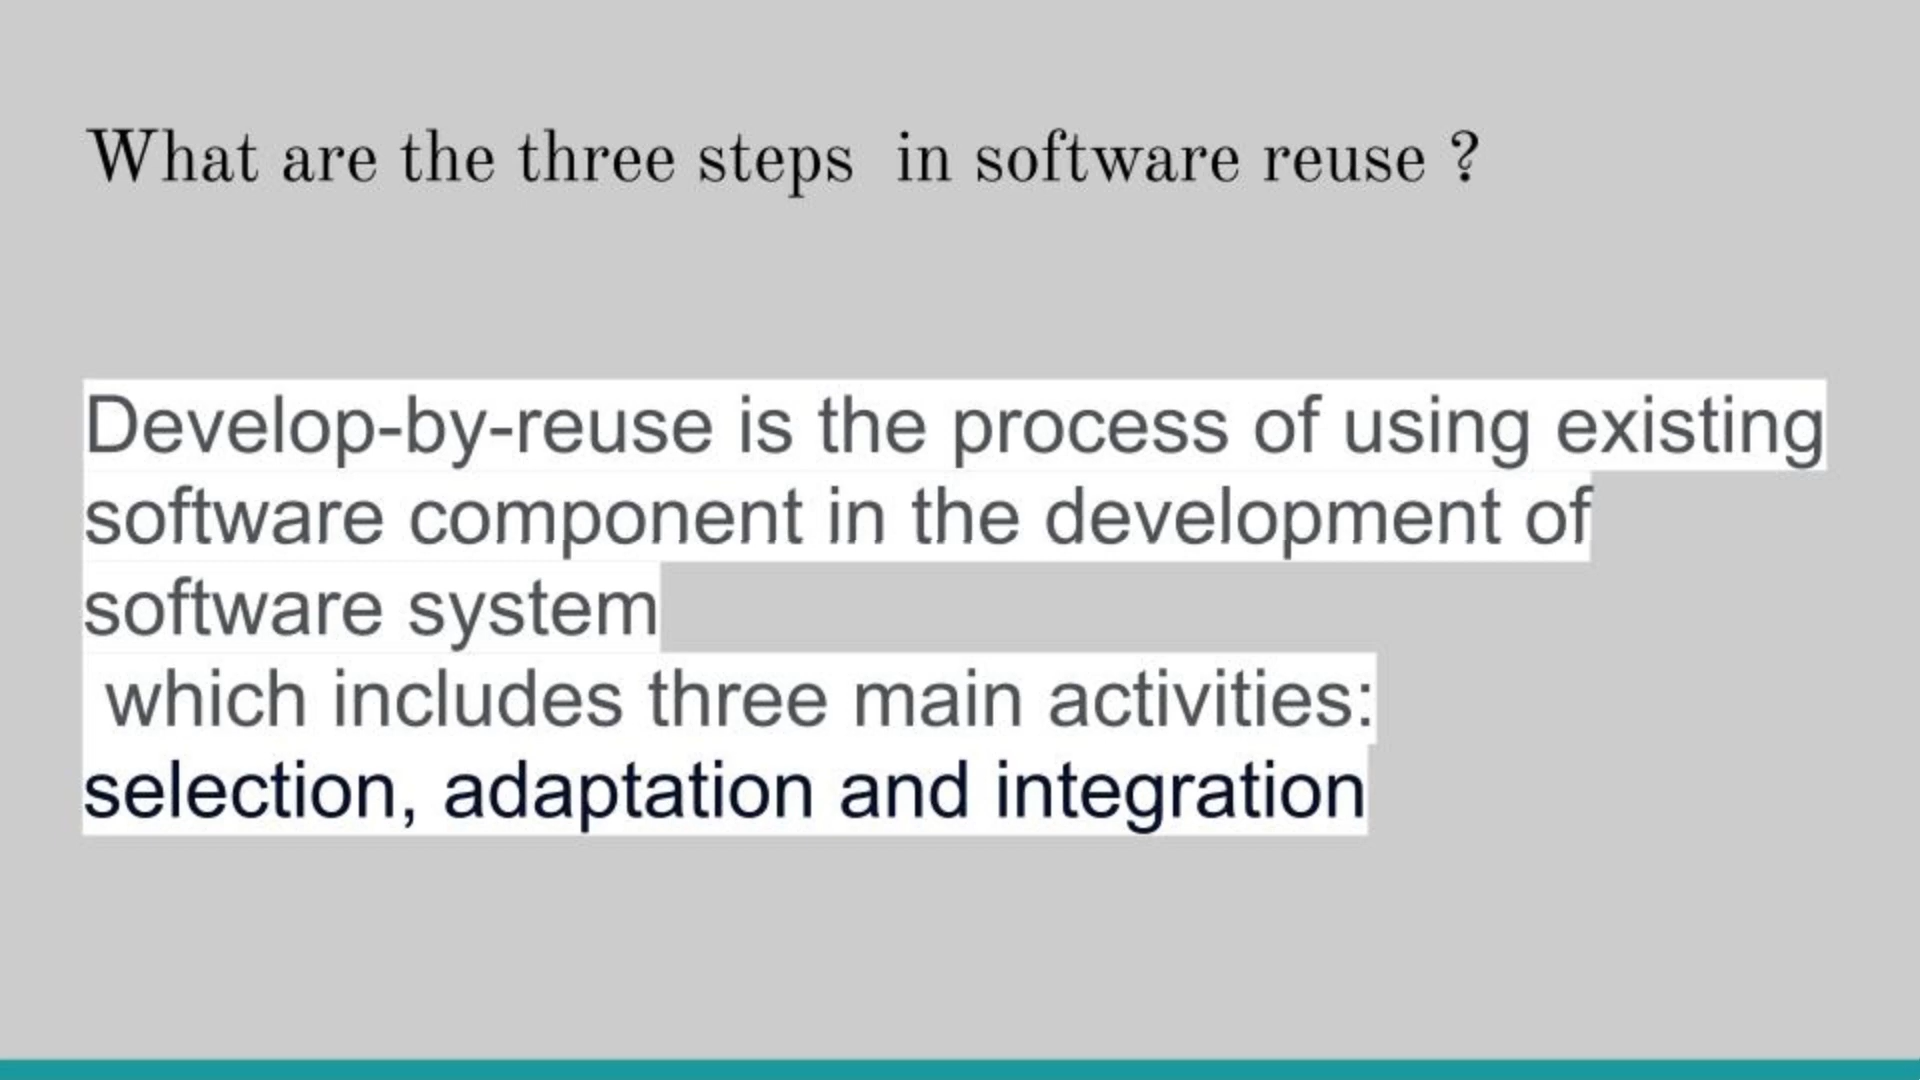 What are the three steps  in software reuse ?
Develop-by-reuse is the process of using existing
software component in the development of
software system
which includes three main activities:
selection, adaptation and integration